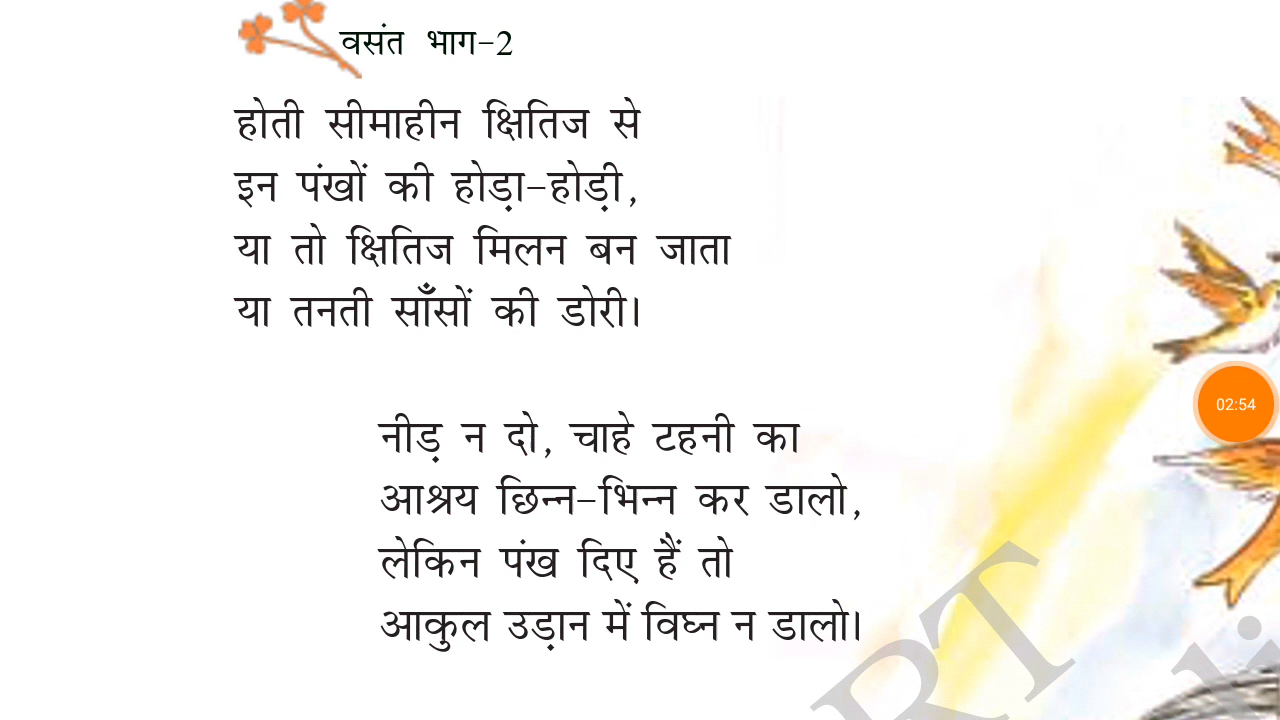 वसंत भाग-2
होती सीमाहीन क्षितिज से
इन पंखों की होड़ा-होड़ी,
या तो क्षितिज मिलन बन जाता
या तनती साँसों की डोरी।
02:54
नीड़ न दो, चाहे टहनी का
आश्रय छिन्न-भिन्न कर डालो,
लेकिन पंख दिए हैं तो
आकुल उड़ान में विघ्न न डालो।